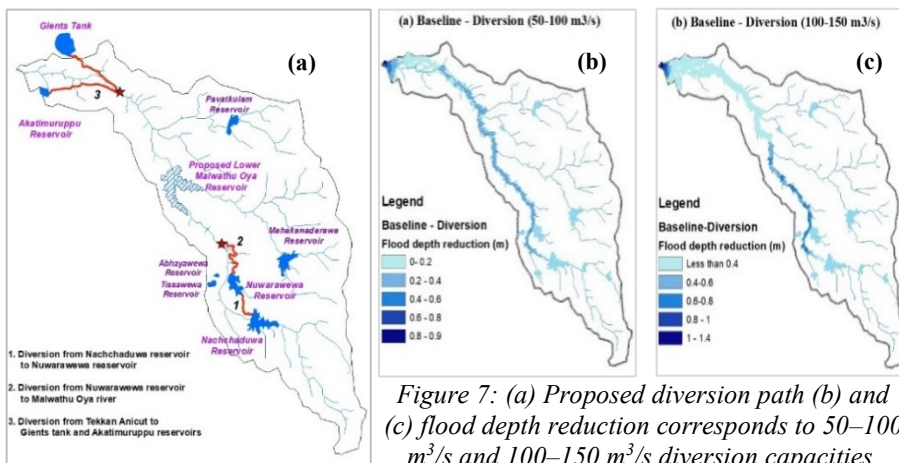 Gients Tank
(a)
3
Akatimuruppu
Reservoir
Pavatkulam
Reservoir
Proposed Lower
Malwathu Oya
Reservoir
2
Mahakanadarawa
Reservoir
Abhayawewa
Reservoir
Tissawewa
Reservoir
Nuwarawewa
Reservoir
1
Nachchaduwa
Reservoir
1. Diversion from Nachchaduwa reservoir
to Nuwarawewa reaservoir
2. Diversion from Nuwarawewa reservoir
to Malwathu Oya river
3. Diversion from Tekkan Anicut to
Gients tank and Akatimuruppu reservoirs
(a) Baseline - Diversion (50-100 m3/s)
(b)
Legend
Baseline - Diversion
Flood depth reduction (m)
0- 0.2
0.2 - 0.4
0.4 - 0.6
0.6 - 0.8
0.8 - 0.9
(b) Baseline - Diversion (100-150 m3/s)
(c)
Legend
Baseline-Diversion
Flood depth reduction (m)
Less than 0.4
0.4-0.6
0.6-0.8
0.8 - 1
1 - 1.4
Figure 7: (a) Proposed diversion path (b) and
(c) flood depth reduction corresponds to 50–100
m³/s and 100–150 m³/s diversion capacities